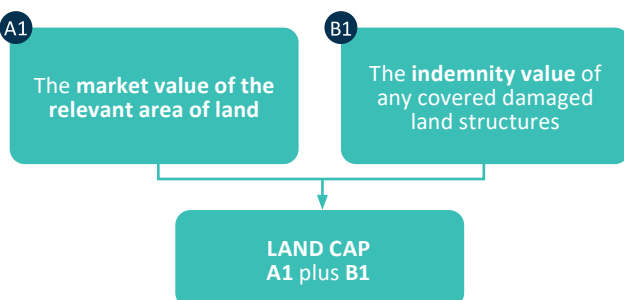 A1
The market value of the
relevant area of land
B1
The indemnity value of
any covered damaged
land structures
LAND CAP
A1 plus B1